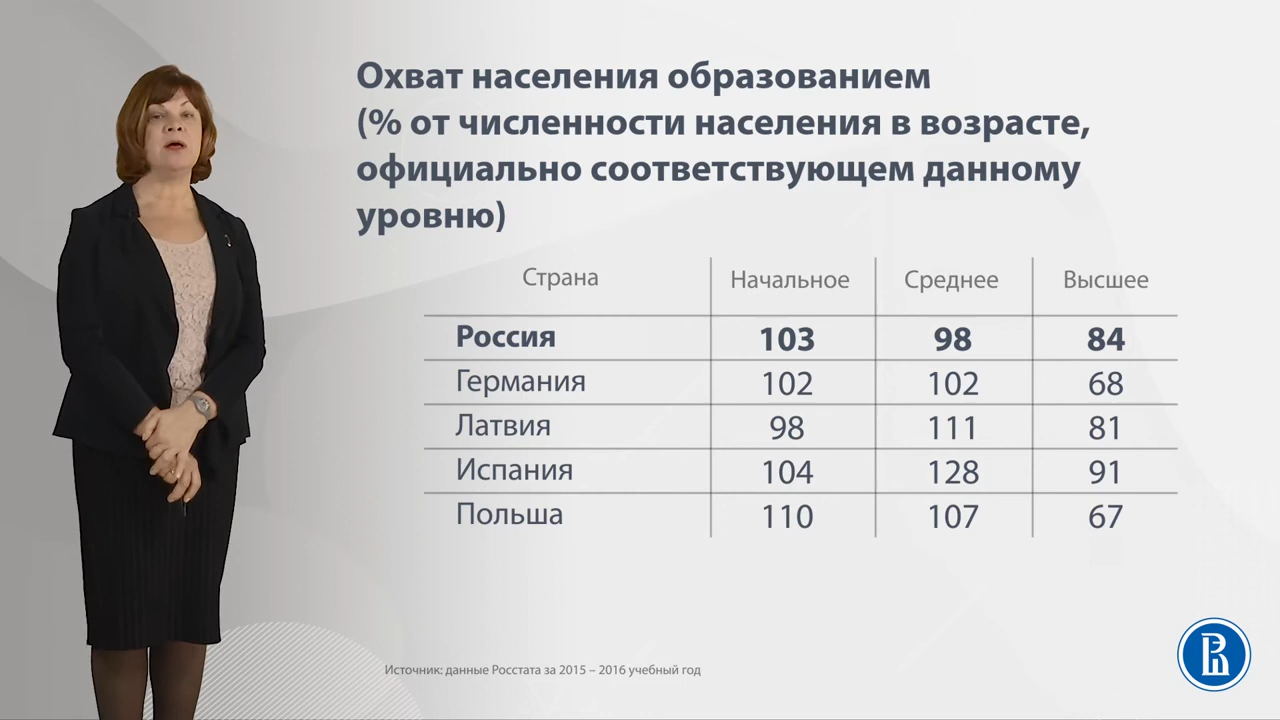 Охват населения образованием
(% от численности населения в возрасте,
официально соответствующем данному
уровню)
Страна Начальное Среднее Высшее
Россия 103 98 84
Германия 102 102 68
Латвия 98 111 81
Испания 104 128 91
Польша 110 107 67
Источник: данные Росстата за 2015 – 2016 учебный год